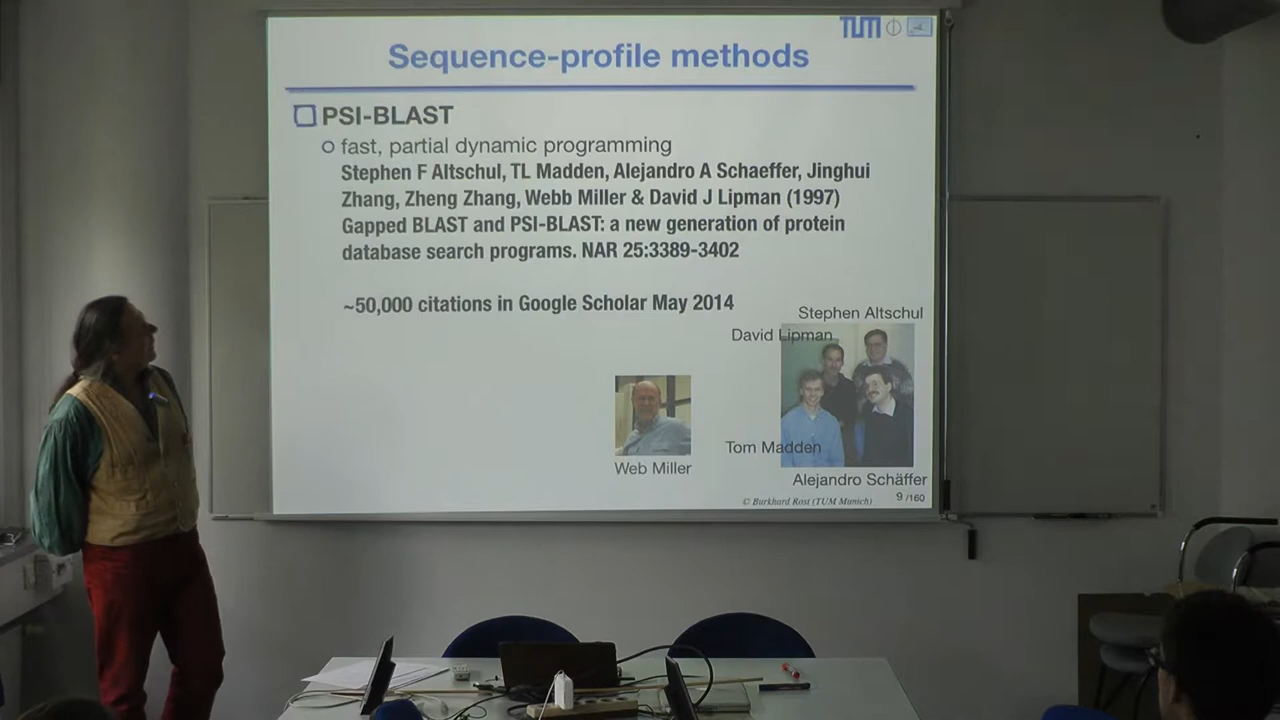 TUM
Sequence-profile methods
PSI-BLAST
fast, partial dynamic programming
Stephen F Altschul, TL Madden, Alejandro A Schaeffer, Jinghui
Zhang, Zheng Zhang, Webb Miller & David J Lipman (1997)
Gapped BLAST and PSI-BLAST: a new generation of protein
database search programs. NAR 25:3389-3402
~50,000 citations in Google Scholar May 2014
Stephen Altschul
David Lipman
Tom Madden
Web Miller
Alejandro Schäffer
© Burkhard Rost (TUM Munich) 9 /160